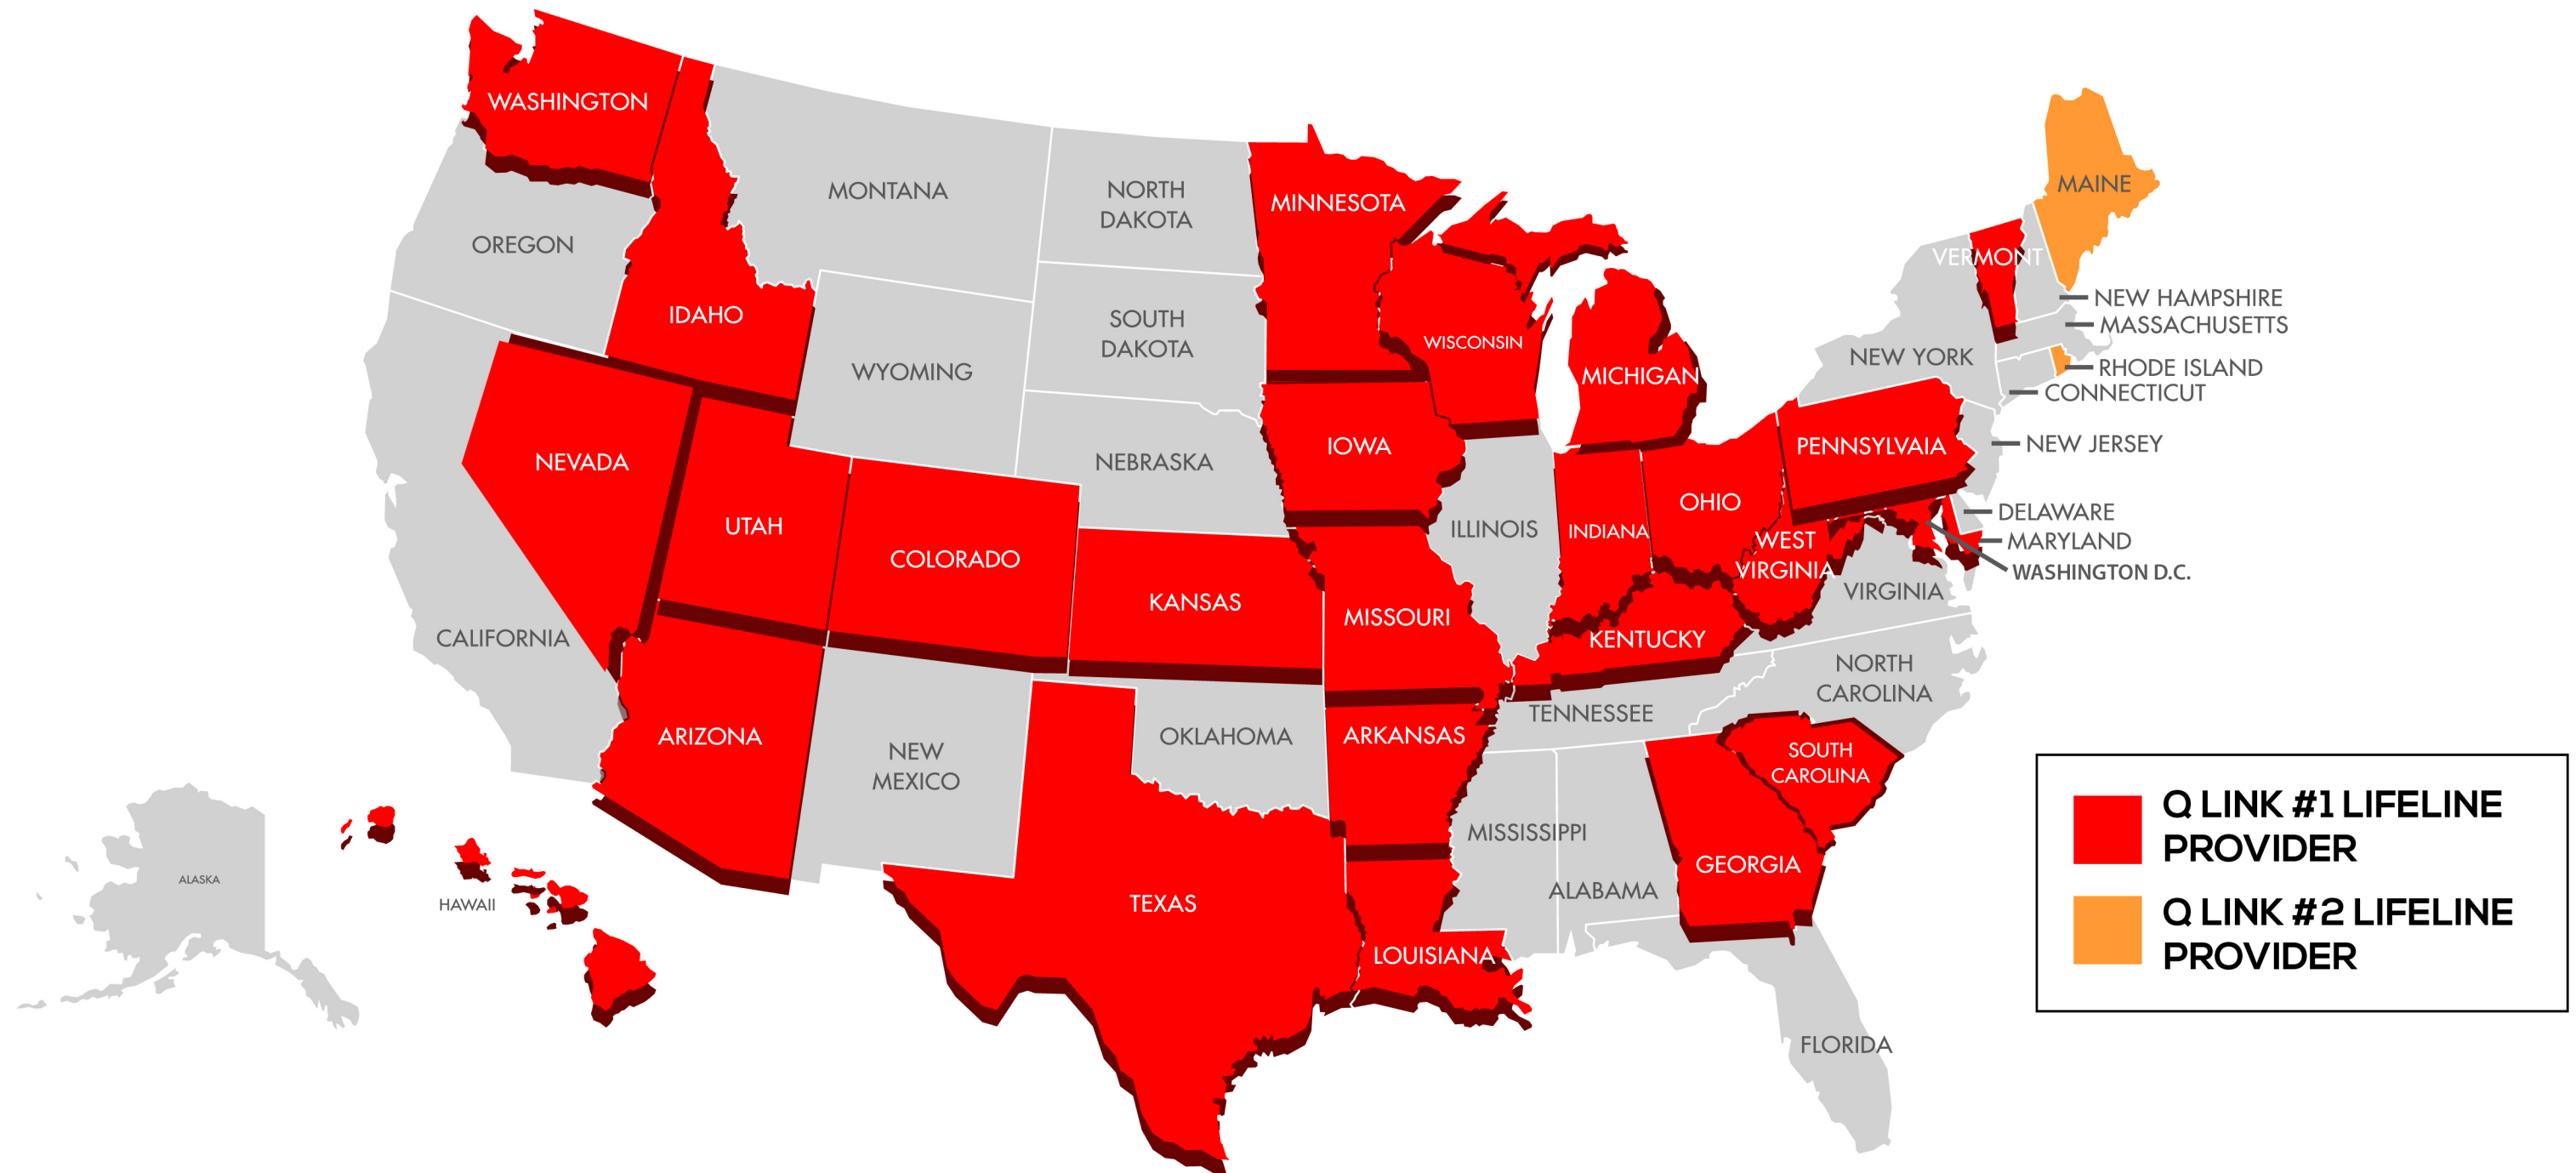 WASHINGTON
MONTANA
NORTH
DAKOTA
MINNESOTA
MAINE
OREGON
VERMONT
IDAHO
SOUTH
DAKOTA
WISCONSIN
NEW HAMPSHIRE
MASSACHUSETTS
NEW YORK
RHODE ISLAND
CONNECTICUT
WYOMING
MICHIGAN
NEVADA
NEBRASKA
IOWA
PENNSYLVAIA
NEW JERSEY
UTAH
COLORADO
ILLINOIS
INDIANA
OHIO
WEST
VIRGINIA
DELAWARE
MARYLAND
WASHINGTON D.C.
VIRGINIA
CALIFORNIA
KANSAS
MISSOURI
KENTUCKY
NORTH
CAROLINA
TENNESSEE
ARIZONA
NEW
MEXICO
OKLAHOMA
ARKANSAS
SOUTH
CAROLINA
MISSISSIPPI
ALABAMA
GEORGIA
ALASKA
HAWAII
TEXAS
LOUISIANA
FLORIDA
Q LINK #1 LIFELINE
PROVIDER
Q LINK #2 LIFELINE
PROVIDER